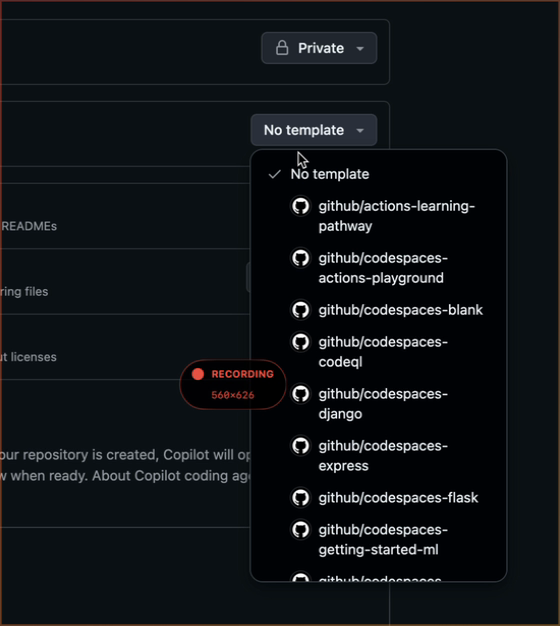 Private
No template
No template
github/actions-learning-
pathway
READMEs
github/codespaces-
actions-playground
ring files
github/codespaces-blank
github/codespaces-
codeql
ut licenses
RECORDING
560×626
github/codespaces-
django
github/codespaces-
express
our repository is created, Copilot will op
w when ready. About Copilot coding age
github/codespaces-flask
github/codespaces-
getting-started-ml
github/codespaces-